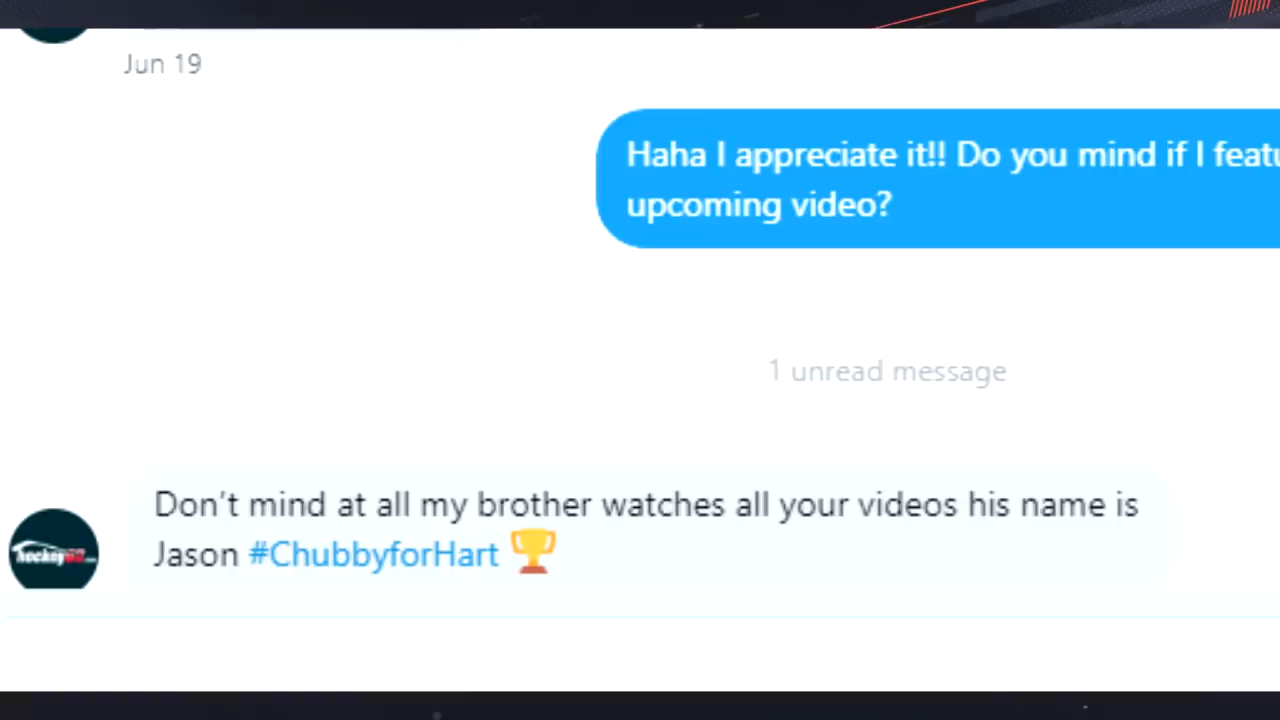 Jun 19
Haha I appreciate it!! Do you mind if I
upcoming video?
1 unread message
Don't mind at all my brother watches all your videos his name is
Jason #ChubbyforHart 🏆
hockey